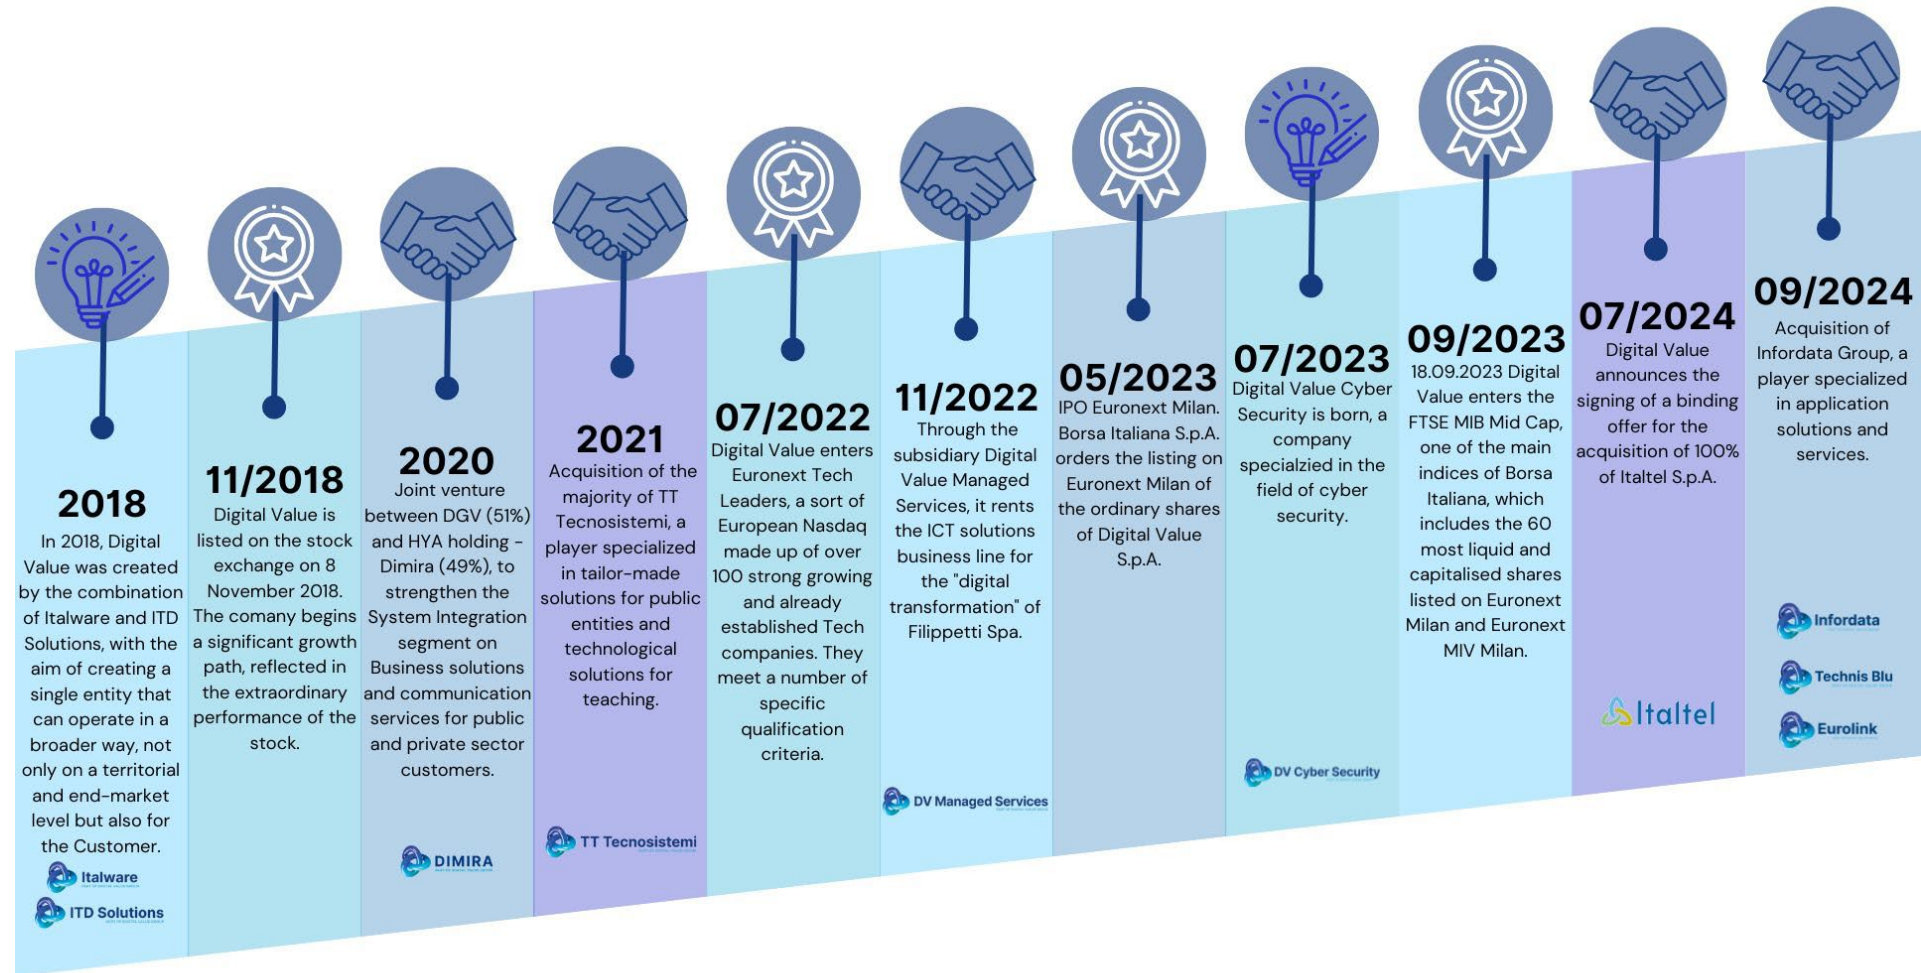 2018
In 2018, Digital
Value was created
by the combination
of Italware and ITD
Solutions, with the
aim of creating a
single entity that
can operate in a
broader way, not
only on a territorial
and end-market
level but also for
the Customer.
Italware
ITD Solutions
11/2018
Digital Value is
listed on the stock
exchange on 8
November 2018.
The comany begins
a significant growth
path, reflected in
the extraordinary
performance of the
stock.
2020
Joint venture
between DGV (51%)
and HYA holding -
Dimira (49%), to
strengthen the
System Integration
segment on
Business solutions
and communication
services for public
and private sector
customers.
DIMIRA
2021
Acquisition of the
majority of TT
Tecnosistemi, a
player specialized
in tailor-made
solutions for public
entities and
technological
solutions for
teaching.
TT Tecnosistemi
07/2022
Digital Value enters
Euronext Tech
Leaders, a sort of
European Nasdaq
made up of over
100 strong growing
and already
established Tech
companies. They
meet a number of
specific
qualification
criteria.
11/2022
Through the
subsidiary Digital
Value Managed
Services, it rents
the ICT solutions
business line for
the "digital
transformation" of
Filippetti Spa.
DV Managed Services
05/2023
IPO Euronext Milan.
Borsa Italiana S.p.A.
orders the listing on
Euronext Milan of
the ordinary shares
of Digital Value
S.p.A.
07/2023
Digital Value Cyber
Security is born, a
company
specialzied in the
field of cyber
security.
DV Cyber Security
09/2023
18.09.2023 Digital
Value enters the
FTSE MIB Mid Cap,
one of the main
indices of Borsa
Italiana, which
includes the 60
most liquid and
capitalised shares
listed on Euronext
Milan and Euronext
MIV Milan.
07/2024
Digital Value
announces the
signing of a binding
offer for the
acquisition of 100%
of Italtel S.p.A.
Italtel
09/2024
Acquisition of
Infordata Group, a
player specialized
in application
solutions and
services.
Infordata
Technis Blu
Eurolink